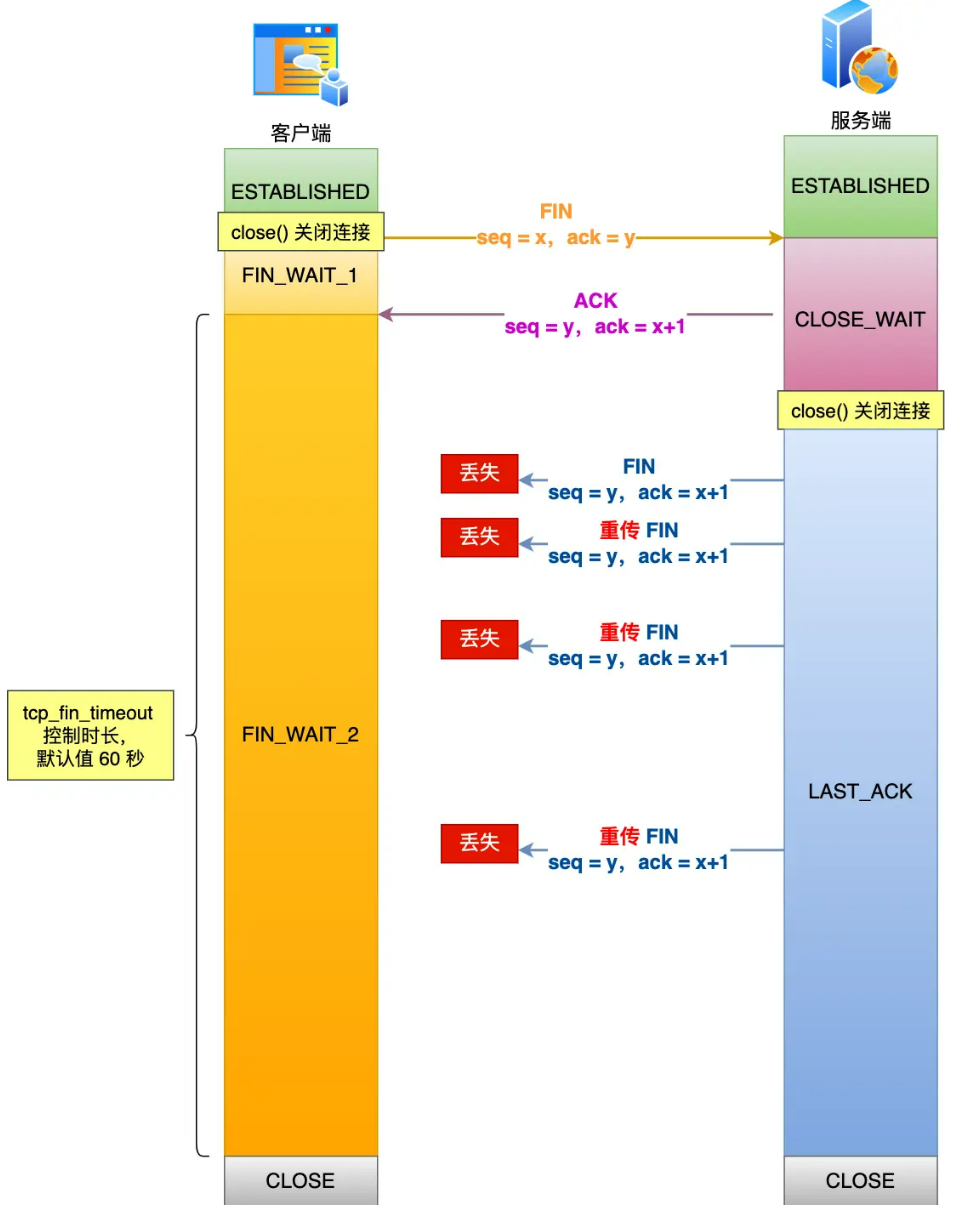 客户端
服务端
ESTABLISHED
ESTABLISHED
close() 关闭连接
FIN
seq = x，ack = y
FIN_WAIT_1
ACK
seq = y，ack = x+1
CLOSE_WAIT
close() 关闭连接
丢失
FIN
seq = y，ack = x+1
丢失
重传 FIN
seq = y，ack = x+1
丢失
重传 FIN
seq = y，ack = x+1
tcp_fin_timeout
控制时长，
默认值 60 秒
FIN_WAIT_2
LAST_ACK
丢失
重传 FIN
seq = y，ack = x+1
CLOSE
CLOSE